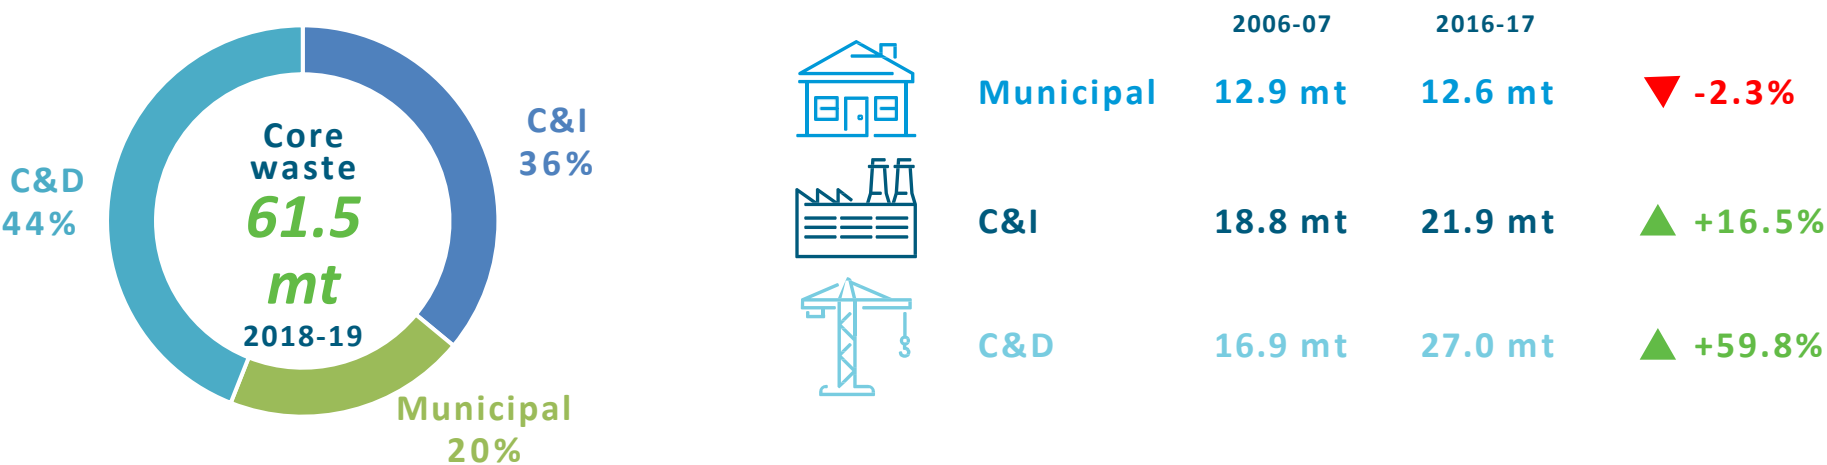 Core
waste
61.5
mt
2018-19
C&I
36%
C&D
44%
Municipal
20%
2006-07 2016-17
Municipal 12.9 mt 12.6 mt -2.3%
C&I 18.8 mt 21.9 mt +16.5%
C&D 16.9 mt 27.0 mt +59.8%